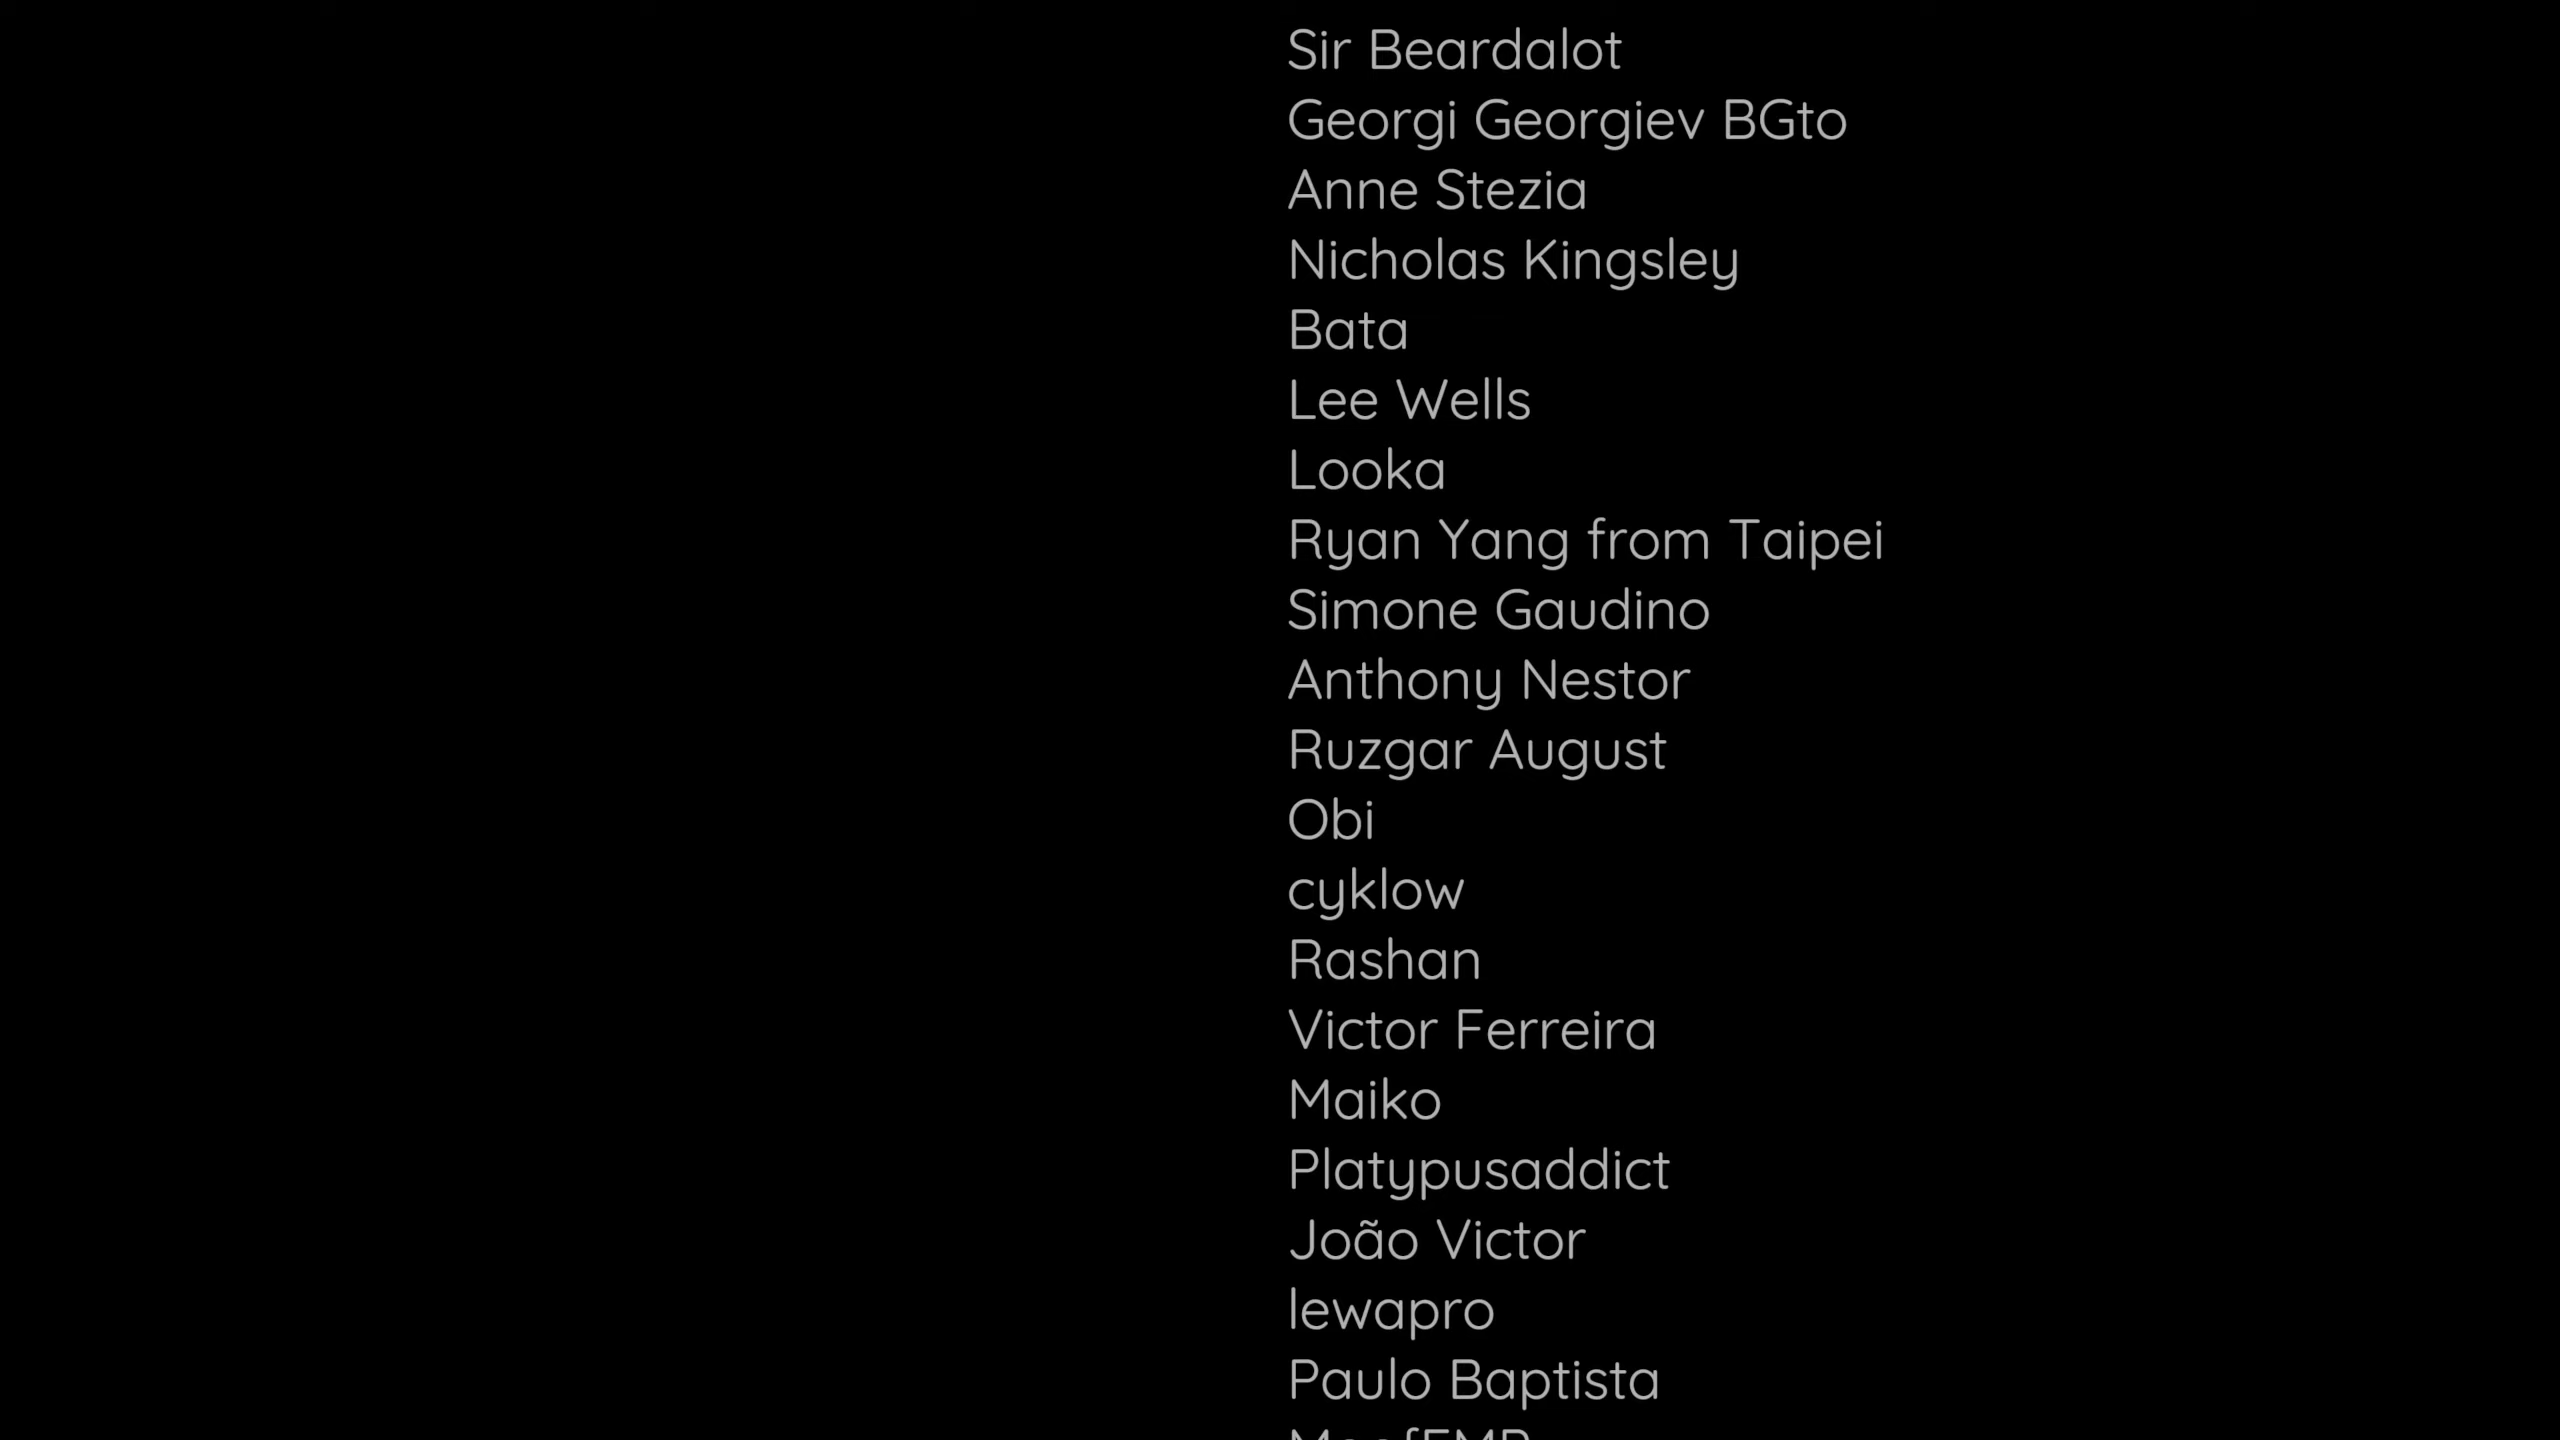 Sir Beardalot
Georgi Georgiev BGto
Anne Stezia
Nicholas Kingsley
Bata
Lee Wells
Looka
Ryan Yang from Taipei
Simone Gaudino
Anthony Nestor
Ruzgar August
Obi
cyklow
Rashan
Victor Ferreira
Maiko
Platypusaddict
João Victor
lewapro
Paulo Baptista